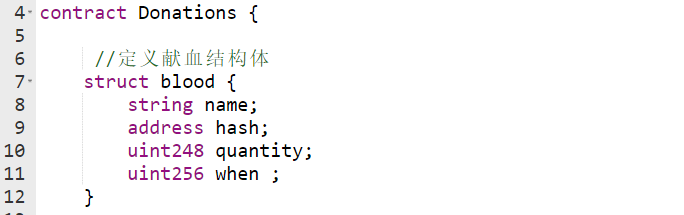 4 contract Donations {
5
6 //定义献血结构体
7 struct blood {
8 string name;
9 address hash;
10 uint248 quantity;
11 uint256 when ;
12 }